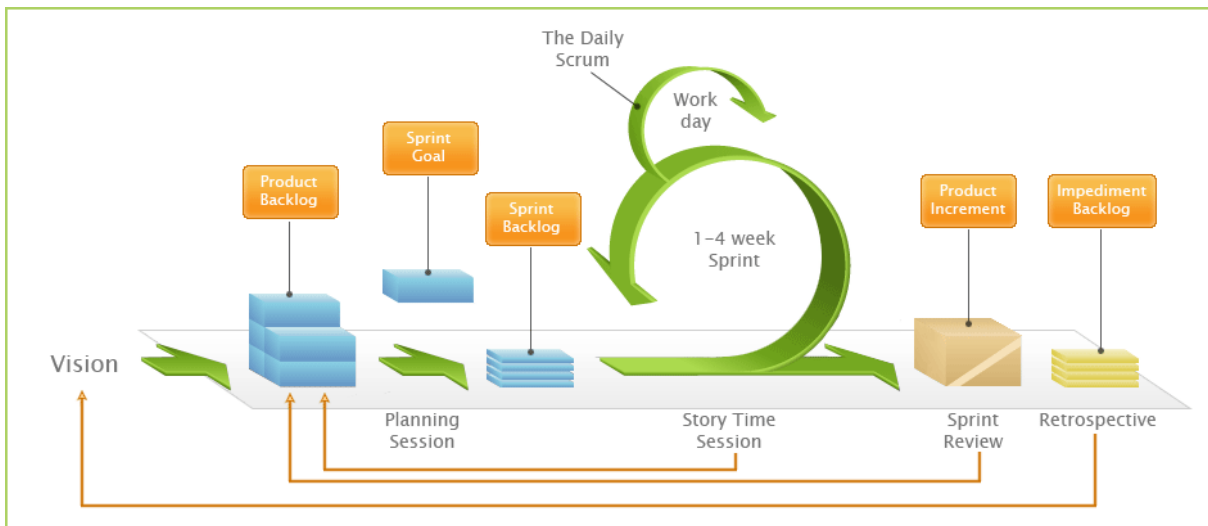 The Daily
Scrum
Work
day
Sprint
Goal
Product
Backlog
Sprint
Backlog
1-4 week
Sprint
Product
Increment
Impediment
Backlog
Vision
Planning
Session
Story Time
Session
Sprint
Review
Retrospective